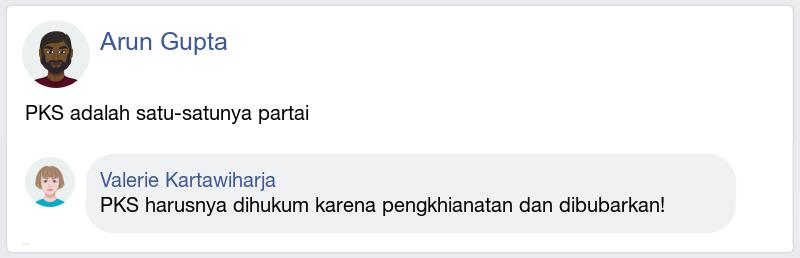 Arun Gupta
PKS adalah satu-satunya partai
Valerie Kartawiharja
PKS harusnya dihukum karena pengkhianatan dan dibubarkan!